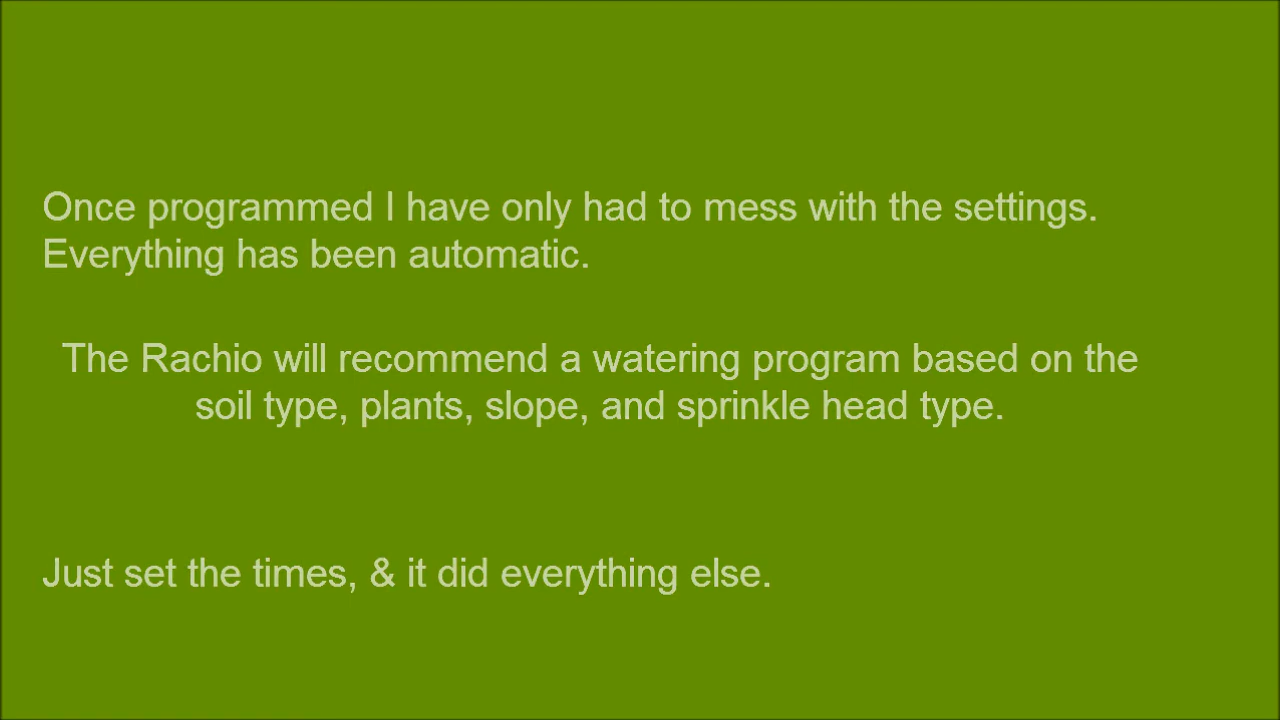 Once programmed I have only had to mess with the settings.
Everything has been automatic.
The Rachio will recommend a watering program based on the
soil type, plants, slope, and sprinkle head type.
Just set the times, & it did everything else.